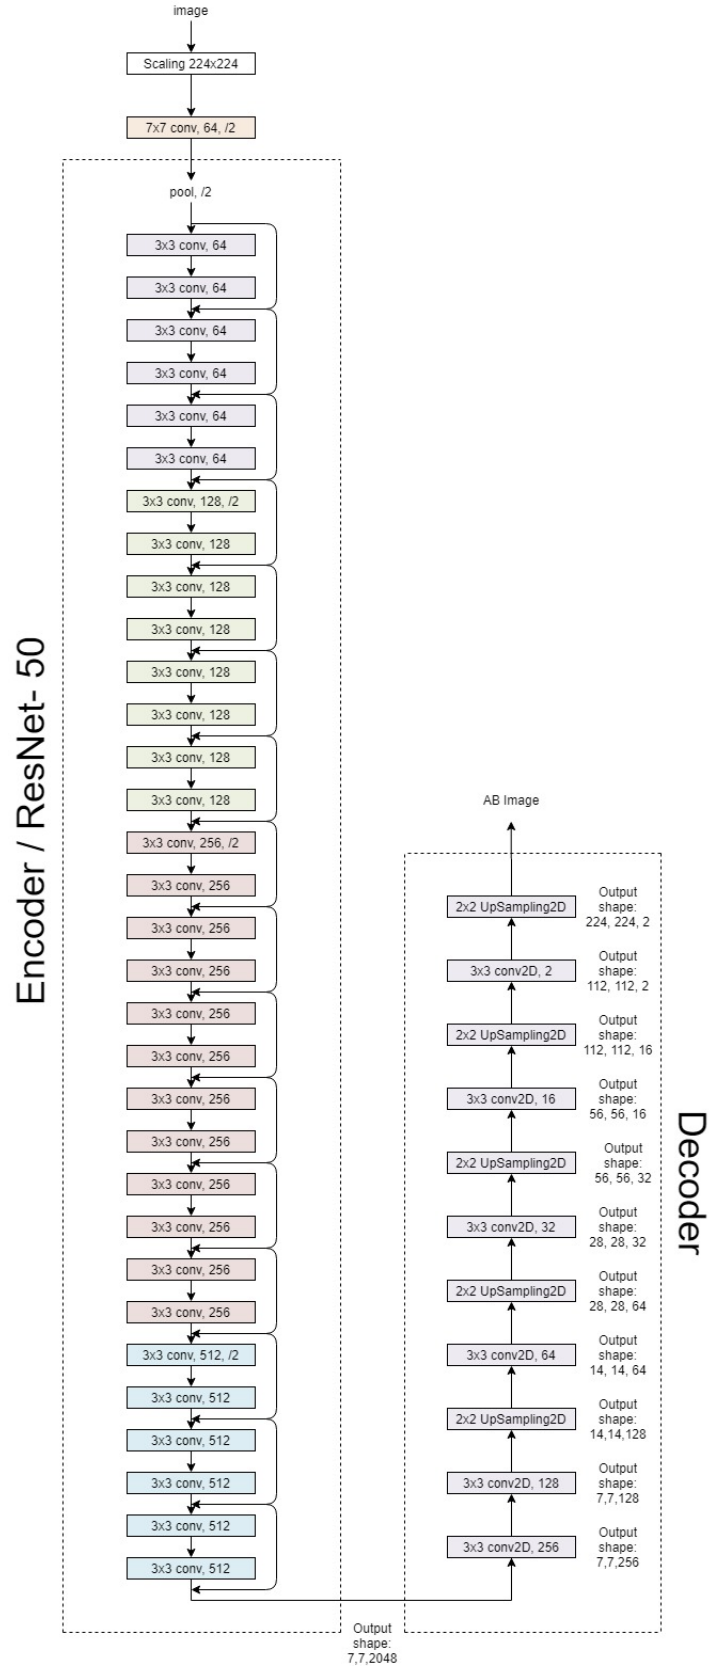 image
Scaling 224x224
7x7 conv, 64, /2
pool, /2
3x3 conv, 64
3x3 conv, 64
3x3 conv, 64
3x3 conv, 64
3x3 conv, 64
3x3 conv, 64
3x3 conv, 128, /2
3x3 conv, 128
3x3 conv, 128
3x3 conv, 128
3x3 conv, 128
3x3 conv, 128
3x3 conv, 128
3x3 conv, 128
3x3 conv, 256, /2
3x3 conv, 256
3x3 conv, 256
3x3 conv, 256
3x3 conv, 256
3x3 conv, 256
3x3 conv, 256
3x3 conv, 256
3x3 conv, 256
3x3 conv, 256
3x3 conv, 256
3x3 conv, 256
3x3 conv, 512, /2
3x3 conv, 512
3x3 conv, 512
3x3 conv, 512
3x3 conv, 512
3x3 conv, 512
Encoder / ResNet- 50
Output
shape:
7,7,2048
AB Image
2x2 UpSampling2D
Output
shape:
224, 224, 2
3x3 conv2D, 2
Output
shape:
112, 112, 2
2x2 UpSampling2D
Output
shape:
112, 112, 16
3x3 conv2D, 16
Output
shape:
56, 56, 16
2x2 UpSampling2D
Output
shape:
56, 56, 32
3x3 conv2D, 32
Output
shape:
28, 28, 32
2x2 UpSampling2D
Output
shape:
28, 28, 64
3x3 conv2D, 64
Output
shape:
14, 14, 64
2x2 UpSampling2D
Output
shape:
14,14,128
3x3 conv2D, 128
Output
shape:
7,7,128
3x3 conv2D, 256
Output
shape:
7,7,256
Decoder